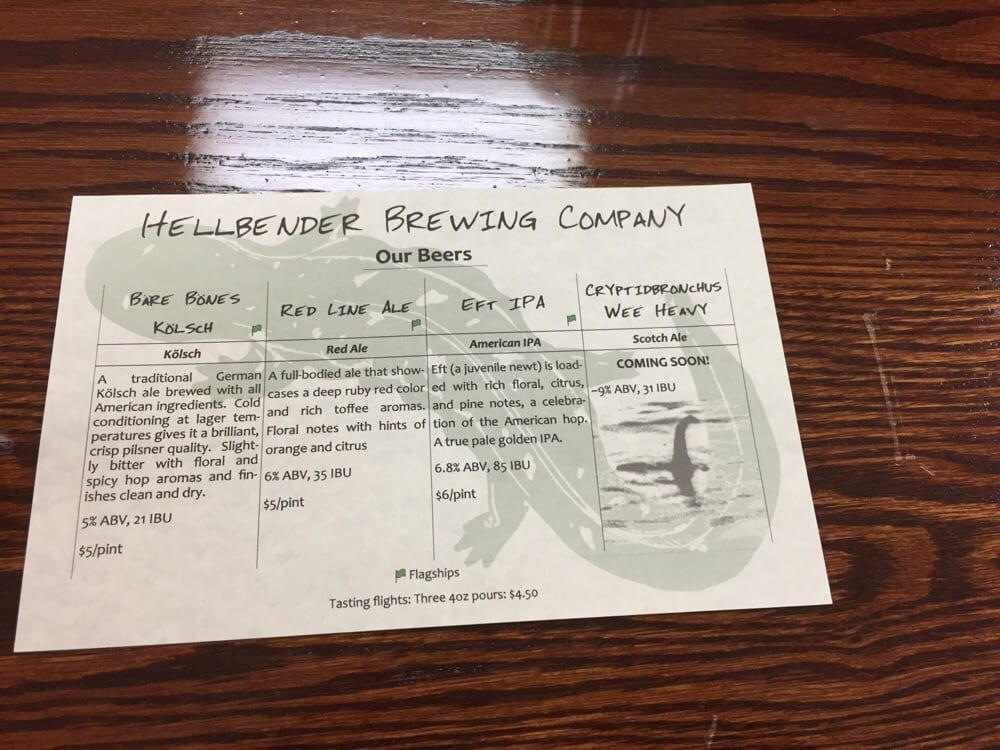 HELLBENDER BREWING COMPANY
Our Beers
BARE BÖNES
KÖLSCH
Kölsch
A traditional German
Kölsch ale brewed with all
American ingredients. Cold
conditioning at lager tem-
peratures gives it a brilliant,
crisp pilsner quality. Slight-
ly bitter with floral and
spicy hop aromas and fin-
ishes clean and dry.
5% ABV, 21 IBU
$5/pint
RED LINE ALE
Red Ale
A full-bodied ale that show-
cases a deep ruby red color
and rich toffee aromas.
Floral notes with hints of
orange and citrus
6% ABV, 35 IBU
$5/pint
EFT IPA
American IPA
Eft (a juvenile newt) is load-
ed with rich floral, citrus,
and pine notes, a celebra-
tion of the American hop.
A true pale golden IPA.
6.8% ABV, 85 IBU
$6/pint
CRYPTIDBRONCHUS
WEE HEAVY
Scotch Ale
COMING SOON!
~9% ABV, 31 IBU
Flagships
Tasting flights: Three 4oz pours: $4.50